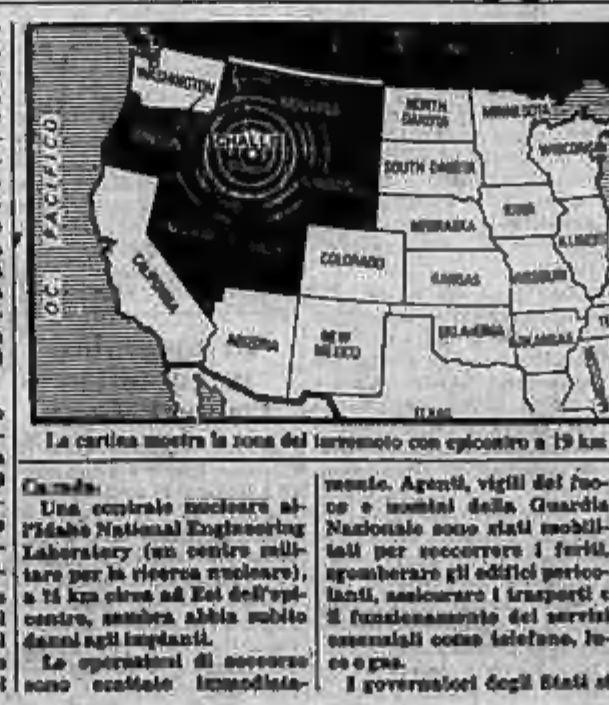 WASHINGTON
NORTH
DAKOTA
MINNESOTA
SOUTH DAKOTA
WISCONSIN
OC. PACIFICO
NEBRASKA
IOWA
ILLINOIS
COLORADO
KANSAS
MISSOURI
CALIFORNIA
ARIZONA
NEW
MEXICO
OKLAHOMA
ARKANSAS
TEXAS
La cartina mostra la zona del terremoto con epicentro a 19 km
Canada.
Una centrale nucleare al-
l'Idaho National Engineering
Laboratory (un centro mili-
tare per la ricerca nucleare),
a 75 km circa ad Est dell'epi-
centro, sembra abbia subito
danni agli impianti.
Le operazioni di soccorso
sono scattate immediata-
mente. Agenti, vigili del fuo-
co e uomini della Guardia
Nazionale sono stati mobili-
tati per soccorrere i feriti,
sgomberare gli edifici perico-
lanti, assicurare i trasporti e
il funzionamento dei servizi
essenziali come telefono, lu-
ce e gas.
I governatori degli Stati